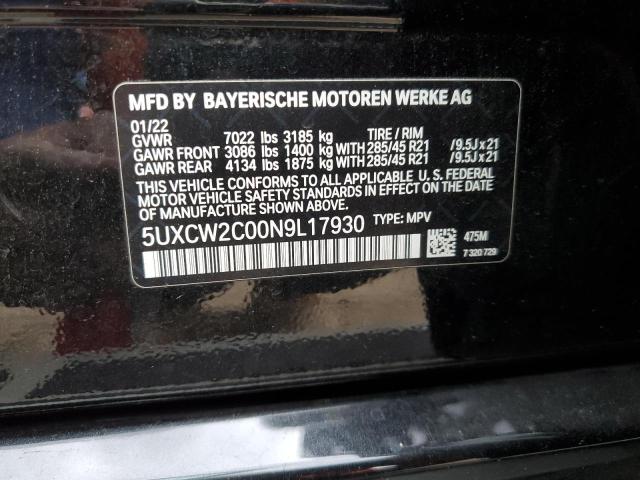 MFD BY BAYERISCHE MOTOREN WERKE AG
01/22
GVWR 7022 lbs 3185 kg TIRE / RIM
GAWR FRONT 3086 lbs 1400 kg WITH 285/45 R21 /9.5J x 21
GAWR REAR 4134 lbs 1875 kg WITH 285/45 R21 /9.5J x 21
THIS VEHICLE CONFORMS TO ALL APPLICABLE U.S. FEDERAL
MOTOR VEHICLE SAFETY STANDARDS IN EFFECT ON THE DATE
OF MANUFACTURE SHOWN ABOVE.
5UXCW2C00N9L17930 TYPE: MPV
475M
7 320 729